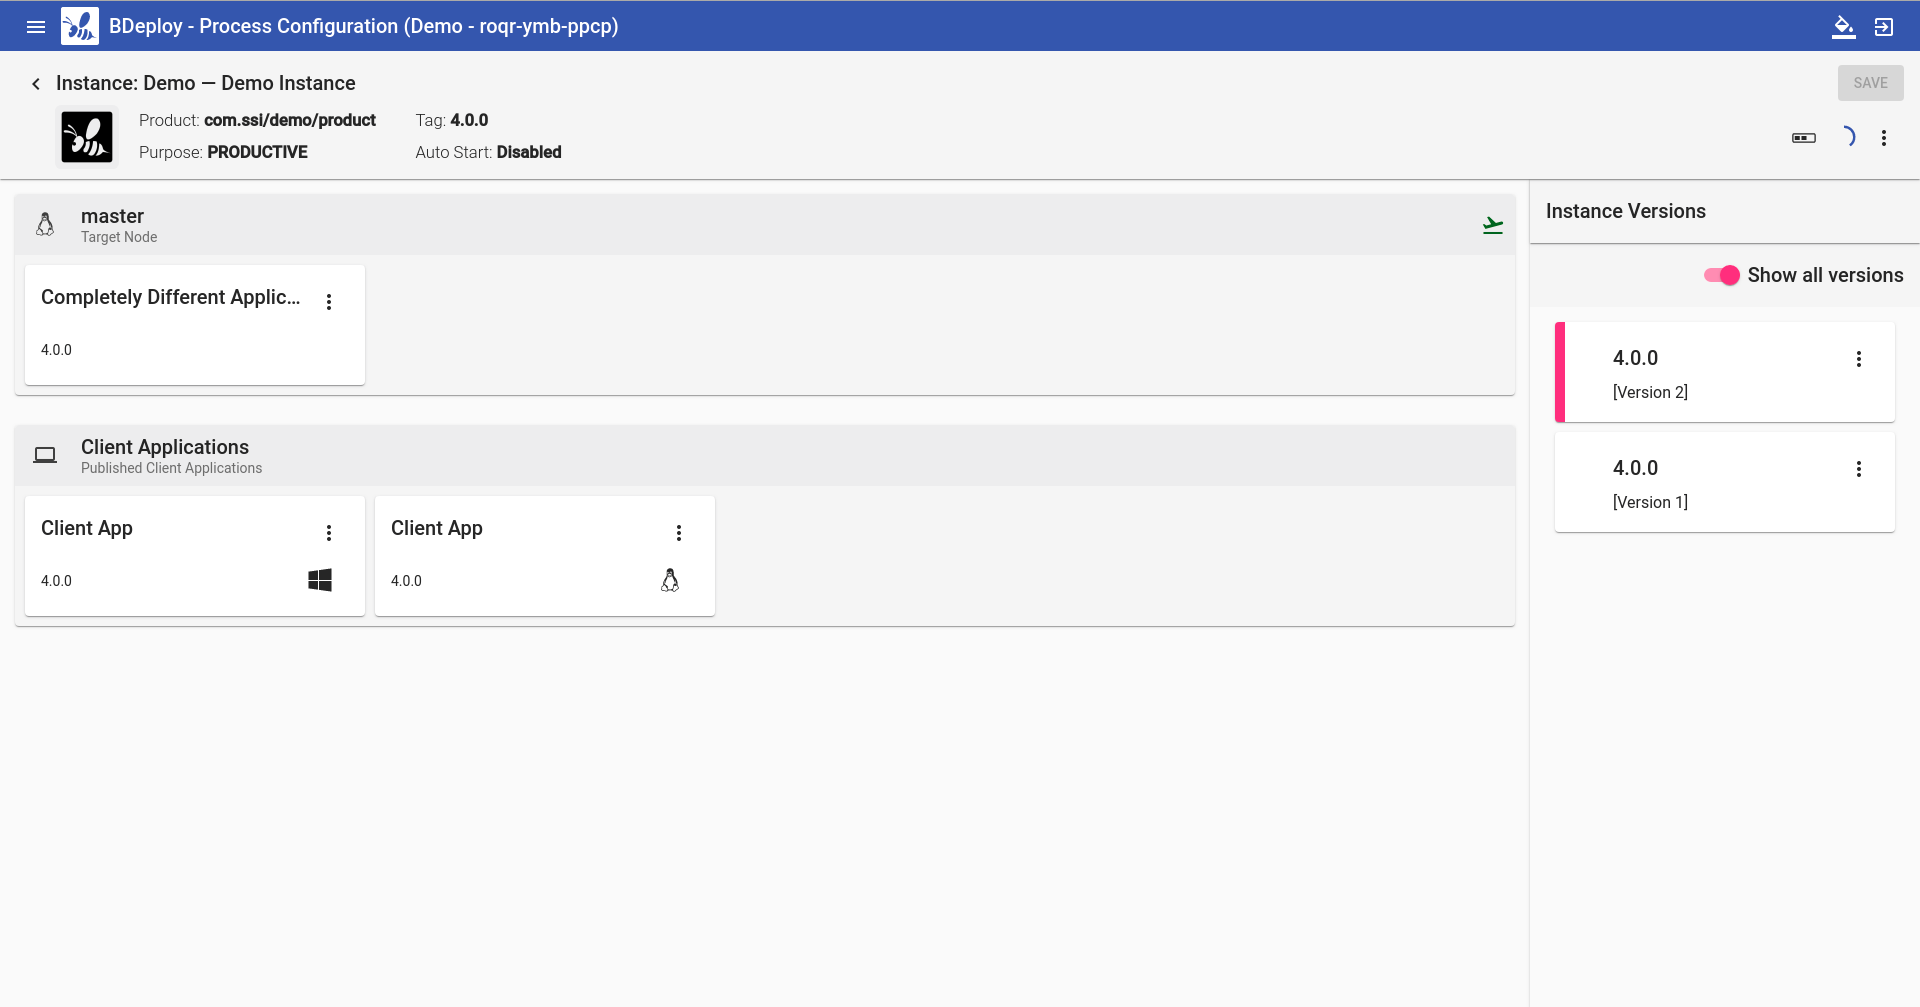 BDeploy - Process Configuration (Demo - roqr-ymb-ppcp)
Instance: Demo — Demo Instance
SAVE
Product: com.ssi/demo/product
Tag: 4.0.0
Purpose: PRODUCTIVE
Auto Start: Disabled
master
Target Node
Completely Different Applic...
4.0.0
Client Applications
Published Client Applications
Client App
4.0.0
Client App
4.0.0
Instance Versions
Show all versions
4.0.0
[Version 2]
4.0.0
[Version 1]